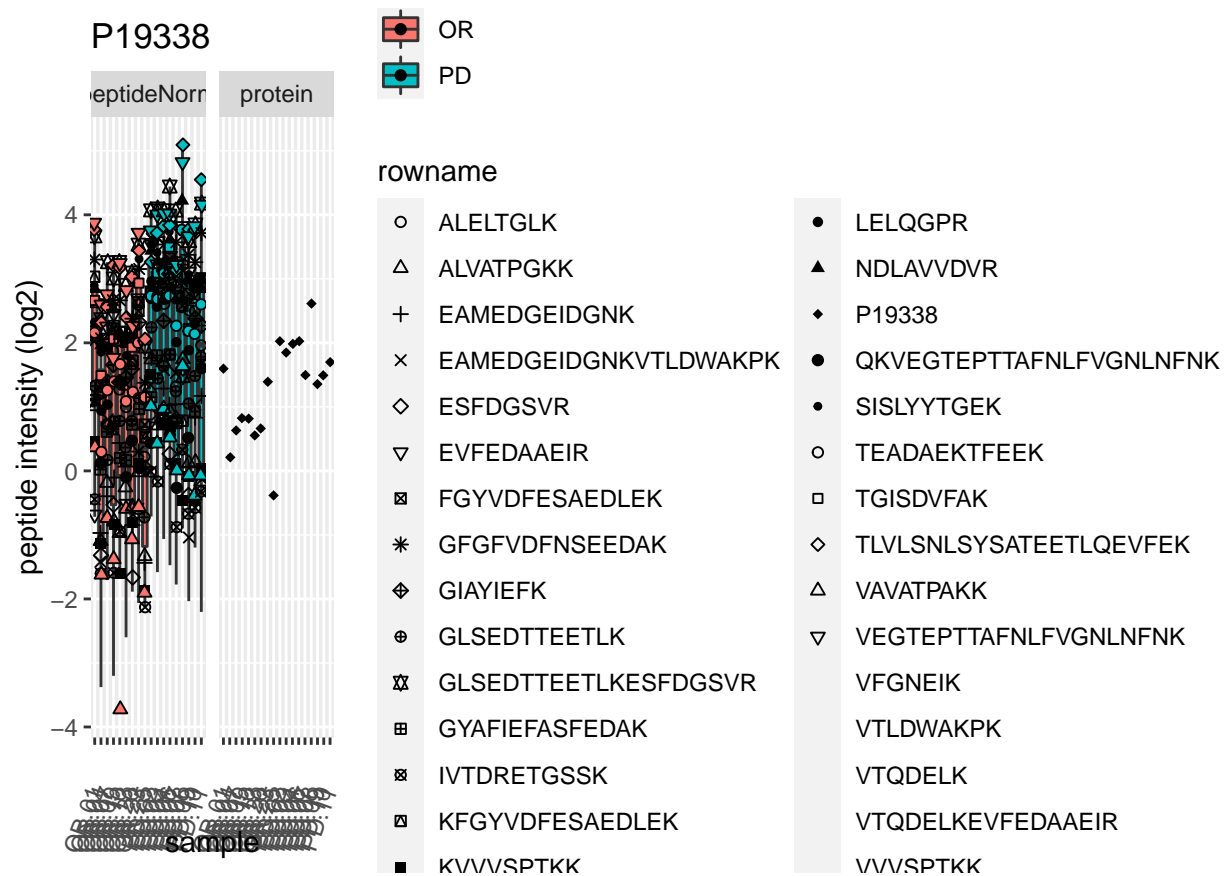 P19338
OR
PD
eptideNorm
protein
rowname
peptide intensity (log2)
4
2
0
−2
−4
sample
ALELTGLK
ALVATPGKK
EAMEDGEIDGNK
EAMEDGEIDGNKVTLDWAKPK
ESFDGSVR
EVFEDAAEIR
FGYVDFESAEDLEK
GFGFVDFNSEEDAK
GIAYIEFK
GLSEDTTEETLK
GLSEDTTEETLKESFDGSVR
GYAFIEFASFEDAK
IVTDRETGSSK
KFGYVDFESAEDLEK
KVVVSPTKK
LELQGPR
NDLAVVDVR
P19338
QKVEGTEPTTAFNLFVGNLNFNK
SISLYYTGEK
TEADAEKTFEEK
TGISDVFAK
TLVLSNLSYSATEETLQEVFEK
VAVATPAKK
VEGTEPTTAFNLFVGNLNFNK
VFGNEIK
VTLDWAKPK
VTQDELK
VTQDELKEVFEDAAEIR
VVVSPTKK